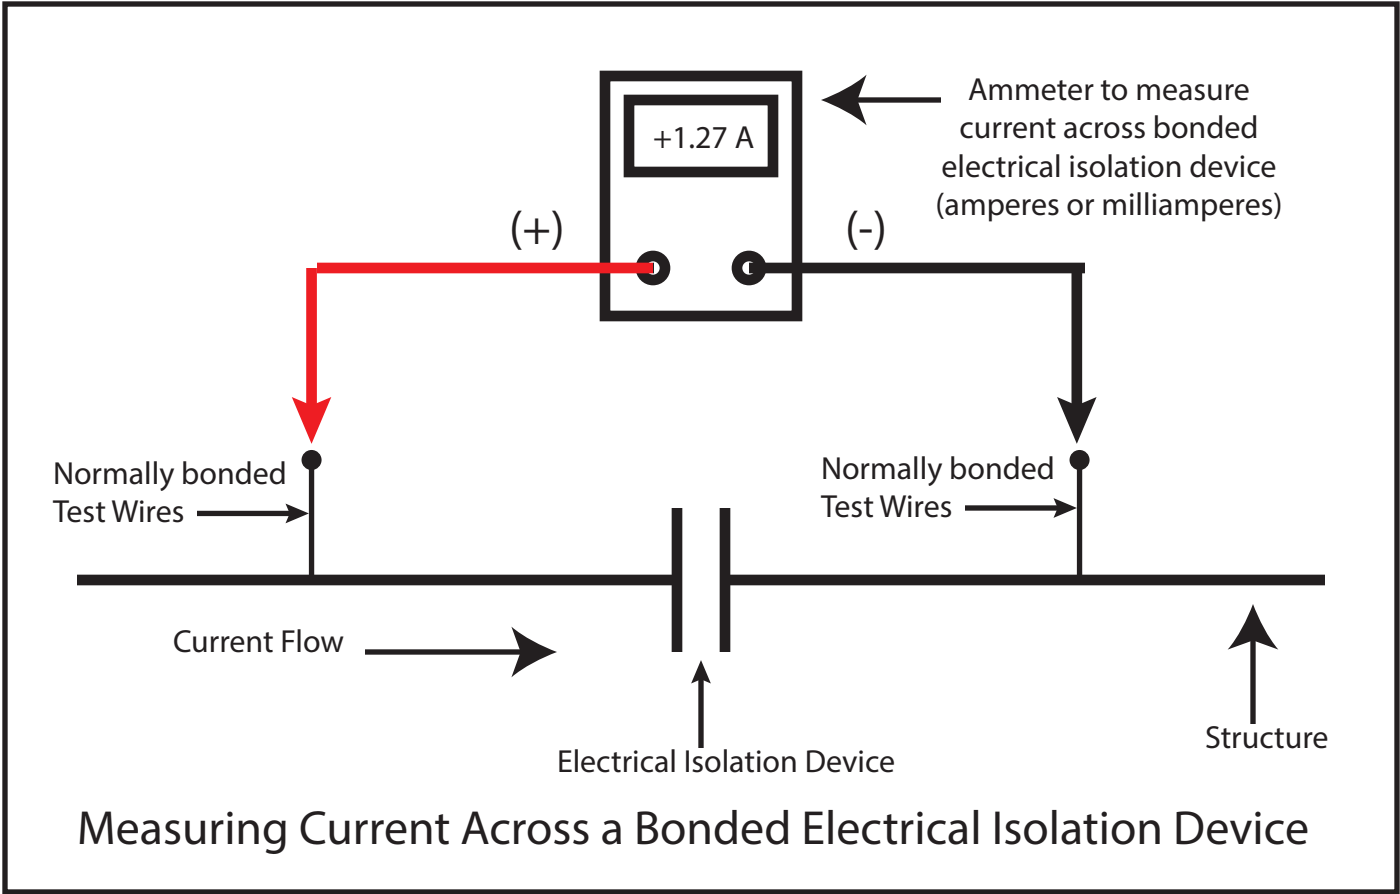 Ammeter to measure
current across bonded
electrical isolation device
(amperes or milliamperes)
+1.27 A
(+)
(-)
Normally bonded
Test Wires
Normally bonded
Test Wires
Current Flow
Electrical Isolation Device
Structure
Measuring Current Across a Bonded Electrical Isolation Device